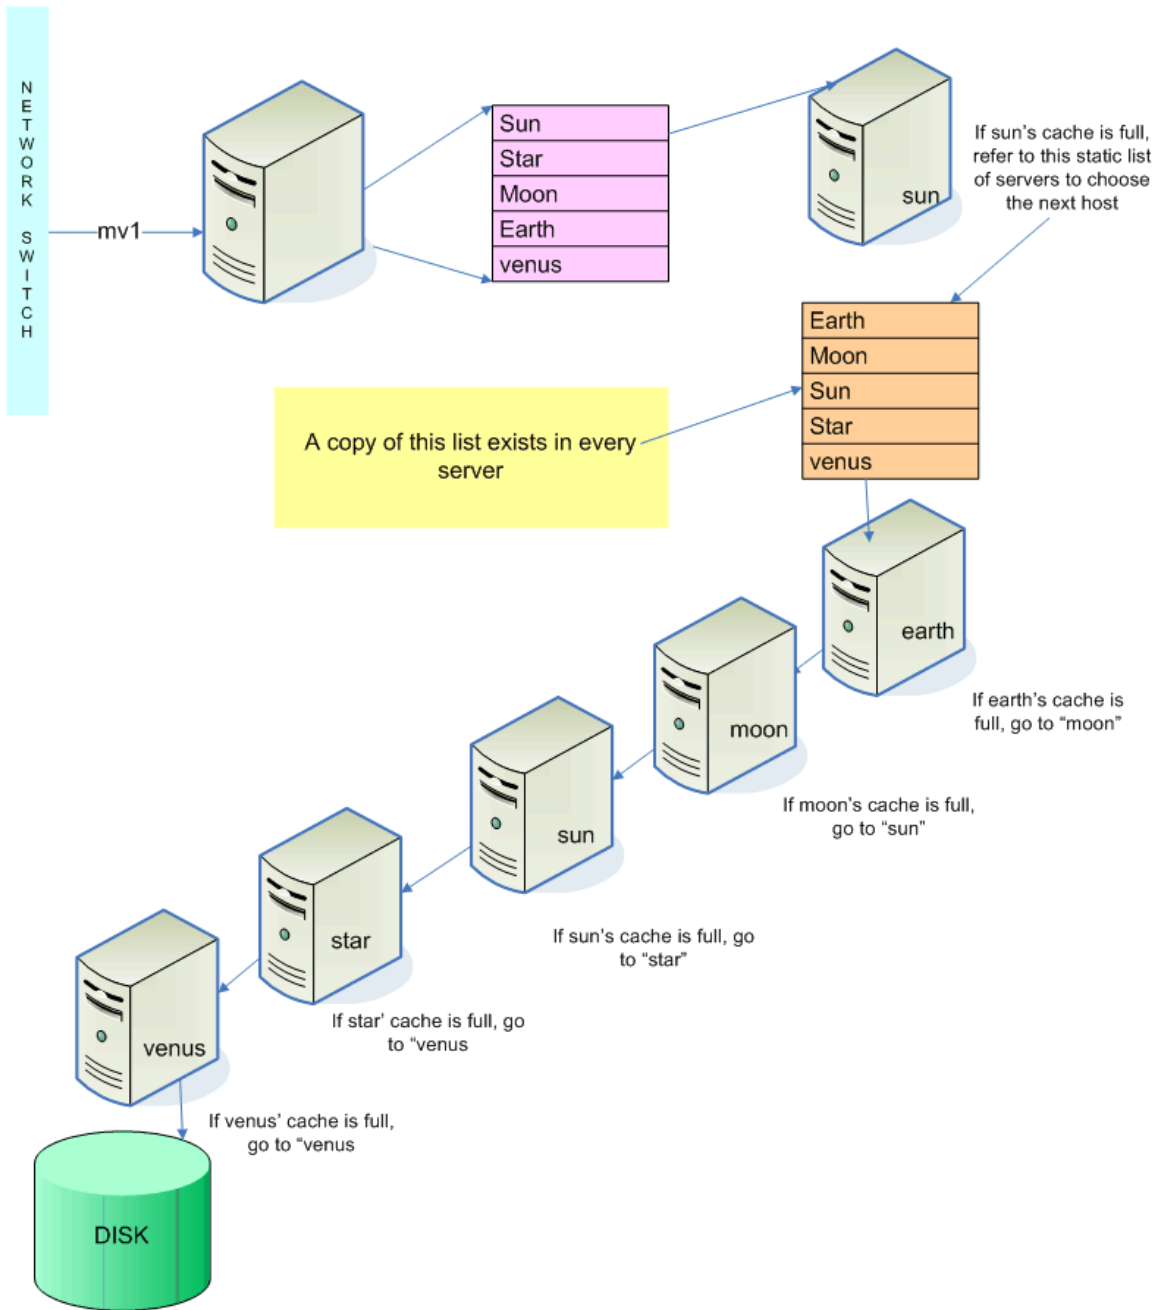 NETWORK SWITCH
mv1
Sun
Star
Moon
Earth
venus
sun
If sun's cache is full,
refer to this static list
of servers to choose
the next host
Earth
Moon
Sun
Star
venus
A copy of this list exists in every
server
earth
If earth's cache is
full, go to “moon”
moon
If moon's cache is full,
go to “sun”
sun
If sun's cache is full, go
to “star”
star
If star' cache is full, go
to “venus
venus
If venus' cache is full,
go to “venus
DISK